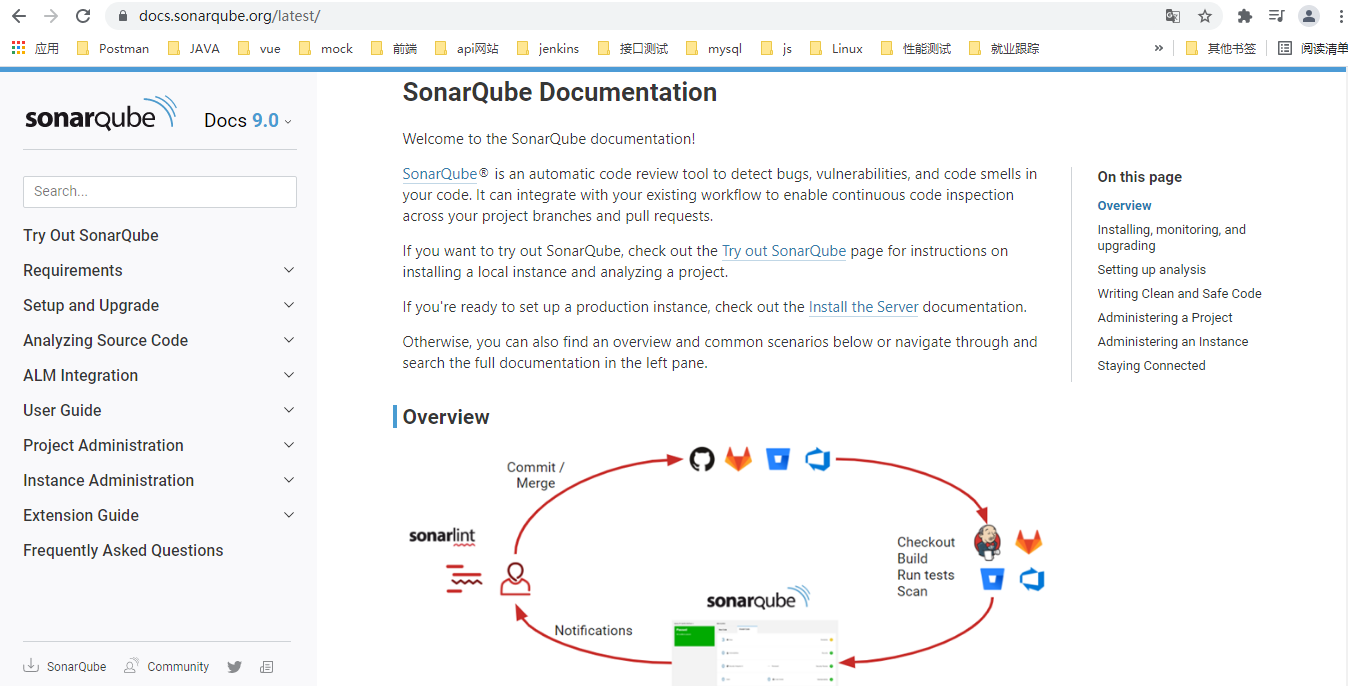 docs.sonarqube.org/latest/
应用 Postman JAVA vue mock 前端 api网站 jenkins 接口测试 mysql js Linux 性能测试 就业跟踪 » 其他书签 阅读清单
sonarqube Docs 9.0
Search...
Try Out SonarQube
Requirements
Setup and Upgrade
Analyzing Source Code
ALM Integration
User Guide
Project Administration
Instance Administration
Extension Guide
Frequently Asked Questions
SonarQube Community
SonarQube Documentation
Welcome to the SonarQube documentation!
SonarQube® is an automatic code review tool to detect bugs, vulnerabilities, and code smells in
your code. It can integrate with your existing workflow to enable continuous code inspection
across your project branches and pull requests.
If you want to try out SonarQube, check out the Try out SonarQube page for instructions on
installing a local instance and analyzing a project.
If you're ready to set up a production instance, check out the Install the Server documentation.
Otherwise, you can also find an overview and common scenarios below or navigate through and
search the full documentation in the left pane.
Overview
Commit /
Merge
sonarlint
Checkout
Build
Run tests
Scan
sonarqube
Notifications
On this page
Overview
Installing, monitoring, and
upgrading
Setting up analysis
Writing Clean and Safe Code
Administering a Project
Administering an Instance
Staying Connected